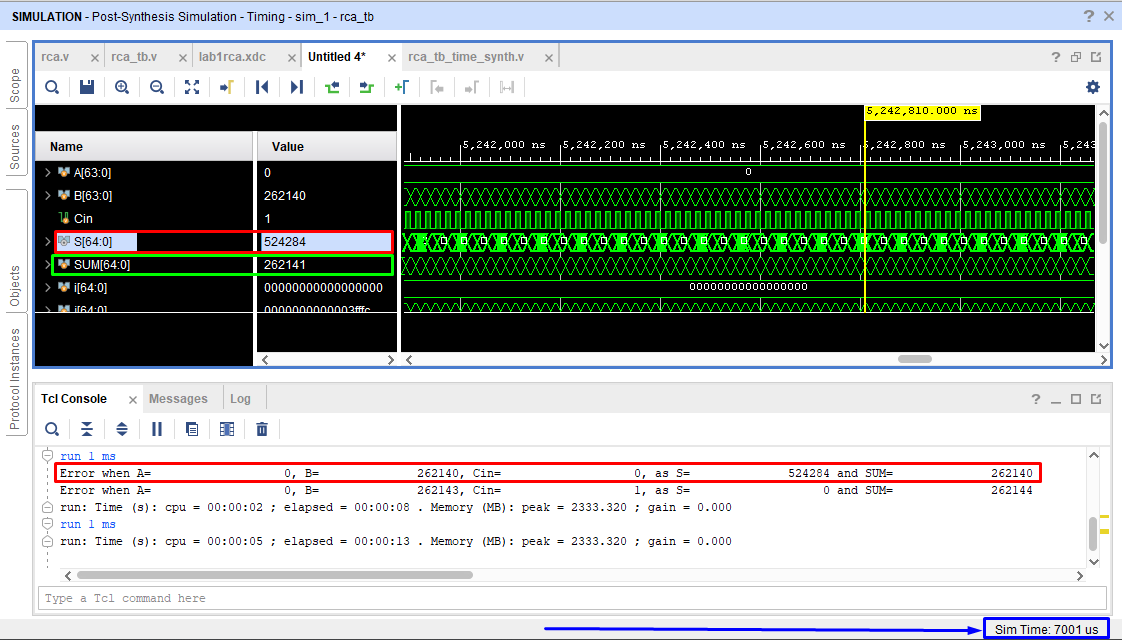 SIMULATION - Post-Synthesis Simulation - Timing - sim_1 - rca_tb
?
Scope
Sources
Objects
Protocol Instances
rca.v
rca_tb.v
lab1rca.xdc
Untitled 4*
rca_tb_time_synth.v
?
5,242,810.000 ns
5,242,000 ns 5,242,200 ns 5,242,400 ns 5,242,600 ns 5,242,800 ns 5,243,000 ns 5,243
Name Value
A[63:0] 0 0
B[63:0] 262140
Cin 1
S[64:0] 524284
SUM[64:0] 262141
i[64:0] 00000000000000000 00000000000000000
j[64:0] 0000000000003fffc
Tcl Console Messages Log
?
run 1 ms
Error when A= 0, B= 262140, Cin= 0, as S= 524284 and SUM= 262140
Error when A= 0, B= 262143, Cin= 1, as S= 0 and SUM= 262144
run: Time (s): cpu = 00:00:02 ; elapsed = 00:00:08 . Memory (MB): peak = 2333.320 ; gain = 0.000
run 1 ms
run: Time (s): cpu = 00:00:05 ; elapsed = 00:00:13 . Memory (MB): peak = 2333.320 ; gain = 0.000
Type a Tcl command here
Sim Time: 7001 us